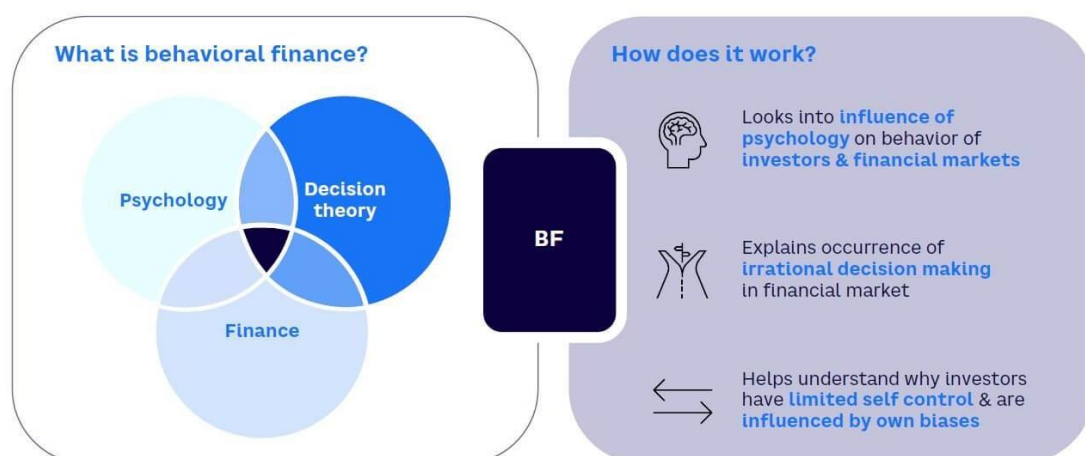 What is behavioral finance?
Psychology
Decision
theory
Finance
BF
How does it work?
Looks into influence of
psychology on behavior of
investors & financial markets
Explains occurrence of
irrational decision making
in financial market
Helps understand why investors
have limited self control & are
influenced by own biases